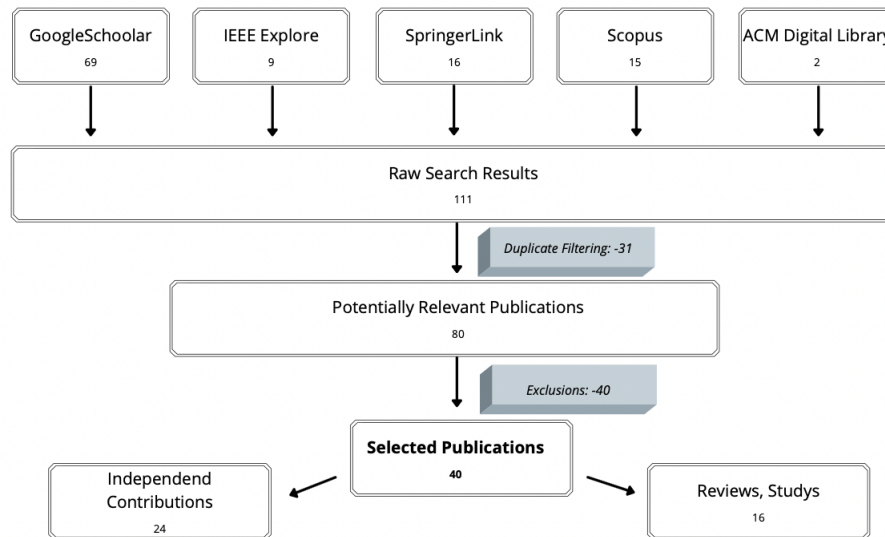 GoogleSchoolar
69
IEEE Explore
9
SpringerLink
16
Scopus
15
ACM Digital Library
2
Raw Search Results
111
Duplicate Filtering: -31
Potentially Relevant Publications
80
Exclusions: -40
Selected Publications
40
Independend
Contributions
24
Reviews, Studys
16